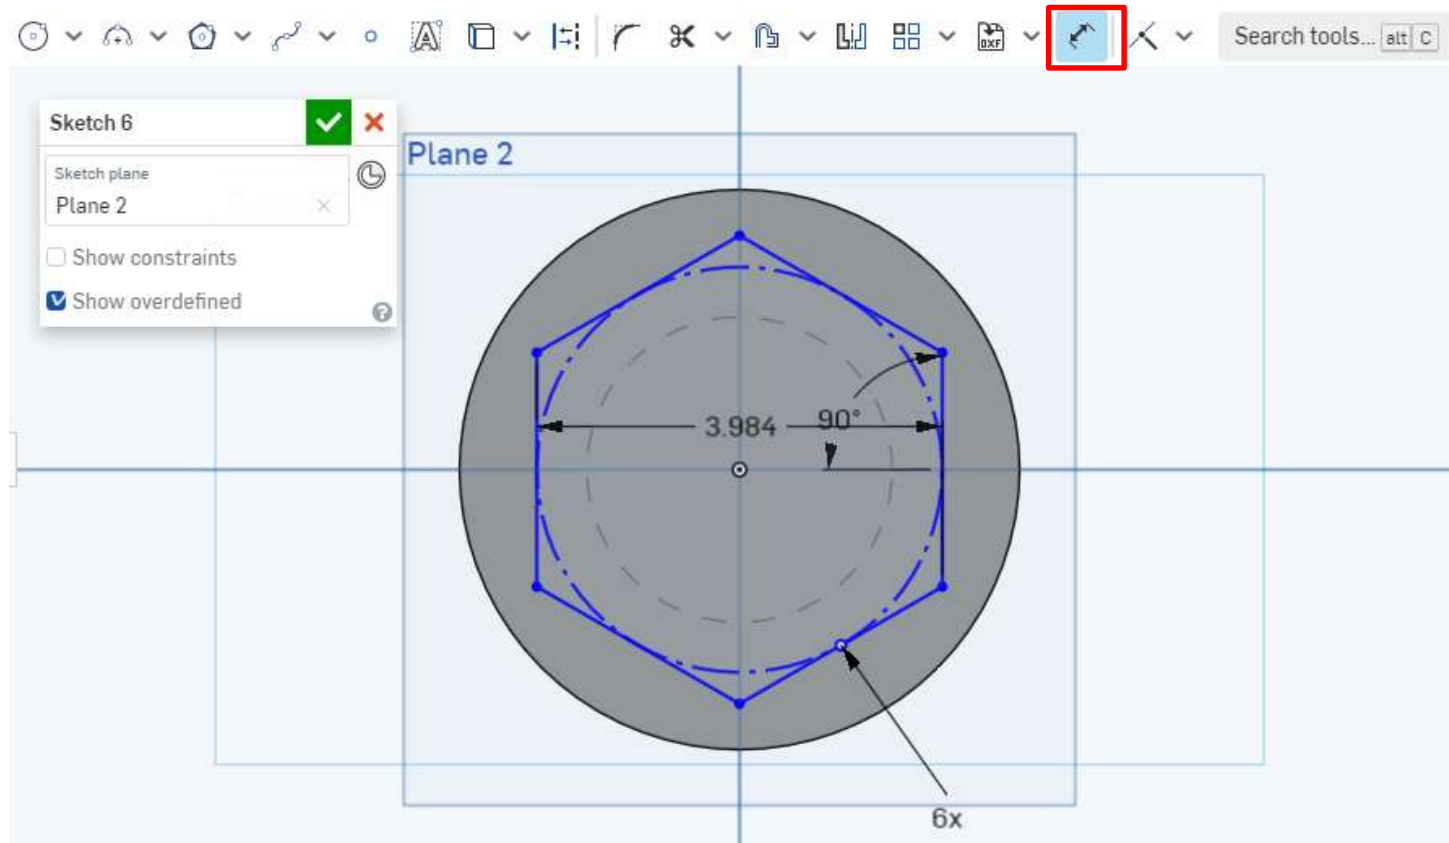 A
DXF
Search tools... alt C
Sketch 6
Plane 2
Sketch plane
Plane 2
Show constraints
Show overdefined
?
3.984
90°
6x